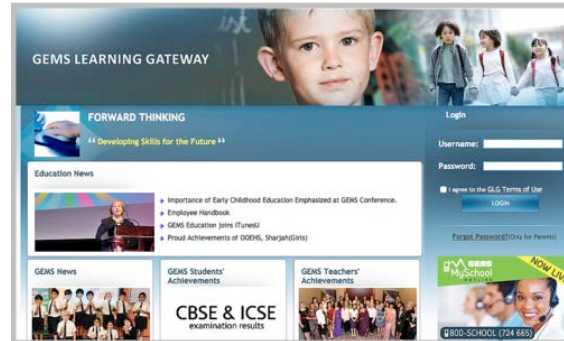 GEMS LEARNING GATEWAY
FORWARD THINKING
“ Developing Skills for the Future ”
Login
Username:
Password:
I agree to the GLG Terms of Use
LOGIN
Forgot Password?(Only for Parents)
Education News
Importance of Early Childhood Education Emphasized at GEMS Conference.
Employee Handbook
GEMS Education joins iTunesU
Proud Achievements of OOEHS, Sharjah(Girls)
GEMS News
GEMS Students'
Achievements
CBSE & ICSE
examination results
GEMS Teachers'
Achievements
GEMS
MySchool
HOTLINE
NOW LIV
800-SCHOOL (724 665)